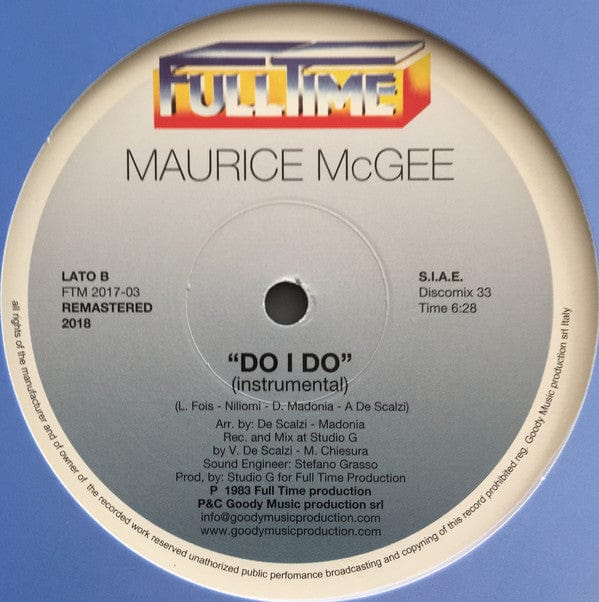 FULLTIME
MAURICE McGEE
LATO B
FTM 2017-03
REMASTERED
2018
S.I.A.E.
Discomix 33
Time 6:28
“DO I DO”
(instrumental)
(L. Fois - Niliomi - D. Madonia - A De Scalzi)
Arr. by: De Scalzi - Madonia
Rec. and Mix at Studio G
by V. De Scalzi - M. Chiesura
Sound Engineer: Stefano Grasso
Prod, by: Studio G for Full Time Production
P 1983 Full Time production
P&C Goody Music production srl
info@goodymusicproduction.com
www.goodymusicproduction.com
all rights of the manufacturer and of owner of the recorded work reserved unathorized public perfomance broadcasting and copyning of this record prohibited reg. Goody Music production srl Italy